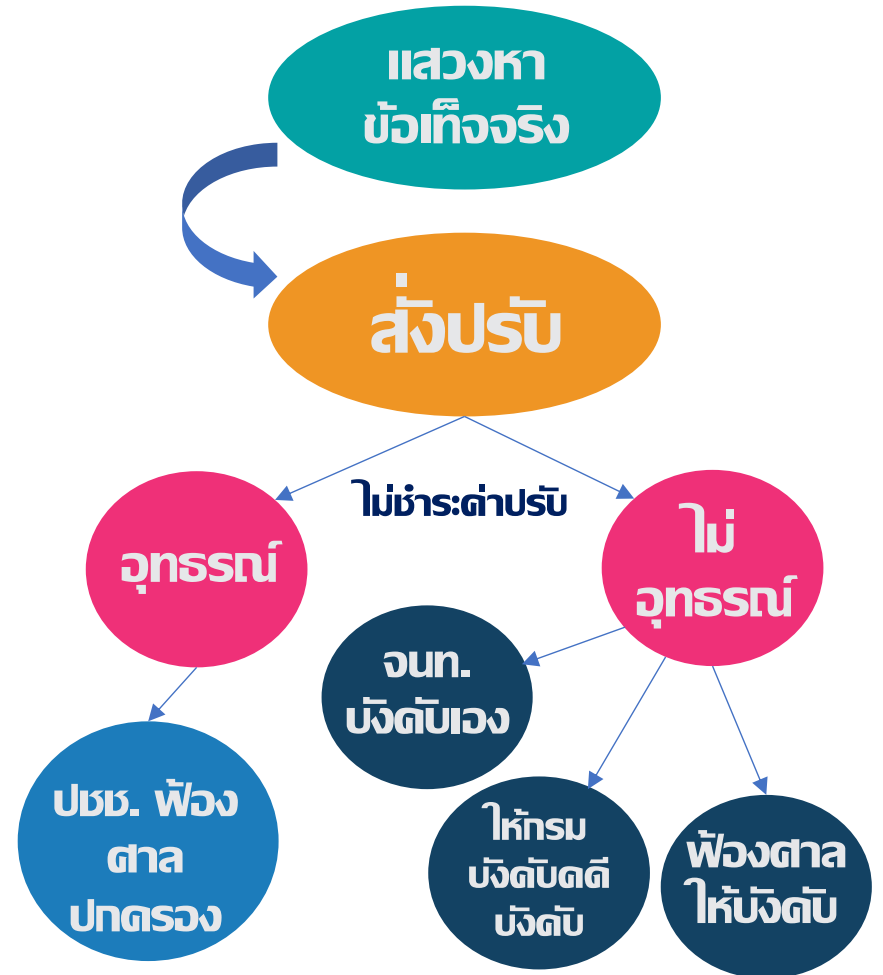 แสวงหา
ข้อเท็จจริง
สั่งปรับ
ไม่ชำระค่าปรับ
อุทธรณ์
ไม่
อุทธรณ์
จนท.
บังคับเอง
ปชช. ฟ้อง
ศาล
ปกครอง
ให้กรม
บังคับคดี
บังคับ
ฟ้องศาล
ให้บังคับ